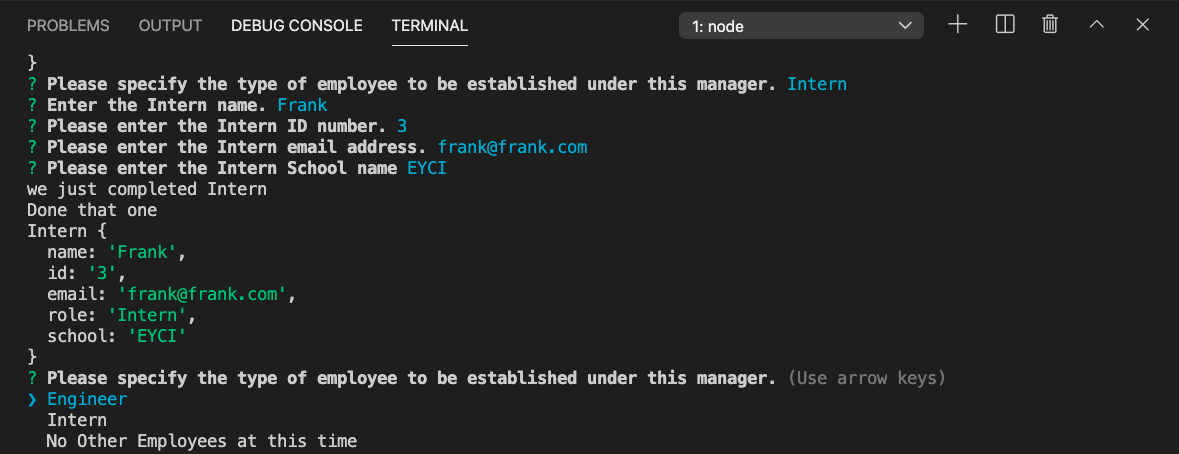 PROBLEMS OUTPUT DEBUG CONSOLE TERMINAL 1: node
}
? Please specify the type of employee to be established under this manager. Intern
? Enter the Intern name. Frank
? Please enter the Intern ID number. 3
? Please enter the Intern email address. frank@frank.com
? Please enter the Intern School name EYCI
we just completed Intern
Done that one
Intern {
  name: 'Frank',
  id: '3',
  email: 'frank@frank.com',
  role: 'Intern',
  school: 'EYCI'
}
? Please specify the type of employee to be established under this manager. (Use arrow keys)
❯ Engineer
  Intern
  No Other Employees at this time